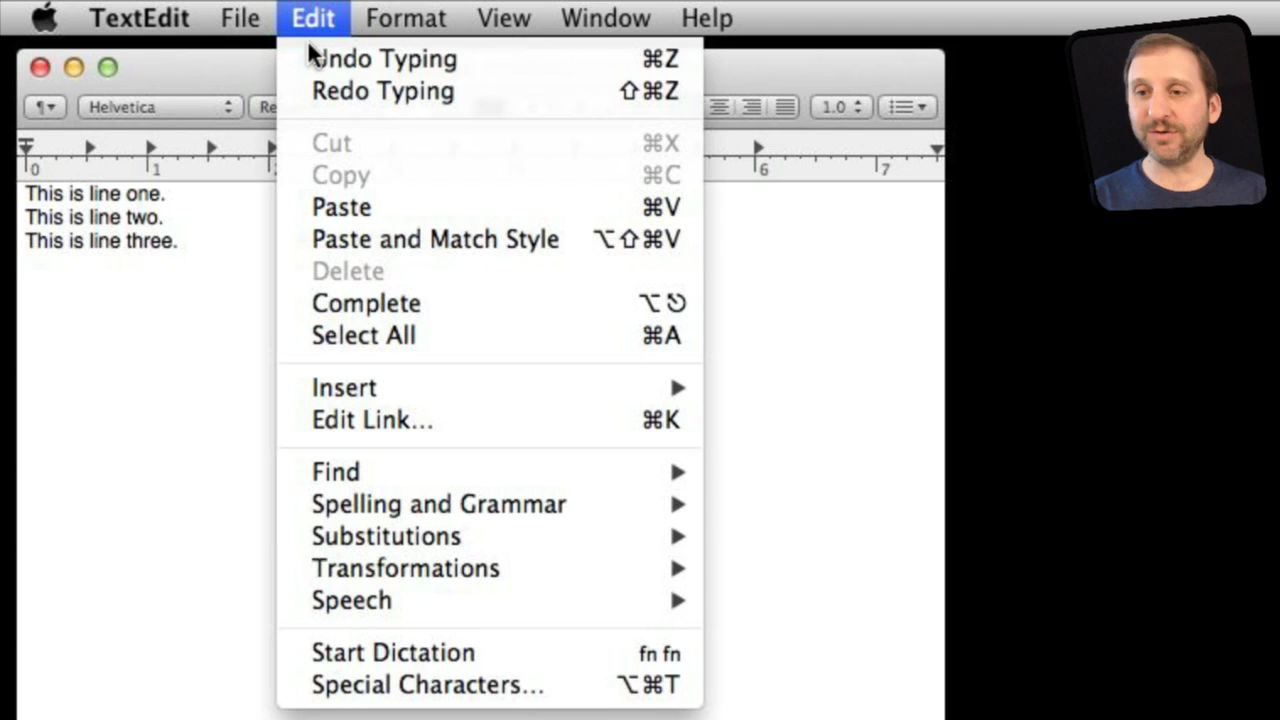 TextEdit File Edit Format View Window Help
Undo Typing ⌘Z
Redo Typing ⇧⌘Z
Helvetica
Re
1.0
Cut ⌘X
Copy ⌘C
Paste ⌘V
Paste and Match Style ⌥⇧⌘V
Delete
Complete ⌥⎋
Select All ⌘A
Insert
Edit Link... ⌘K
Find
Spelling and Grammar
Substitutions
Transformations
Speech
Start Dictation fn fn
Special Characters... ⌥⌘T
0 1 6 7
This is line one.
This is line two.
This is line three.